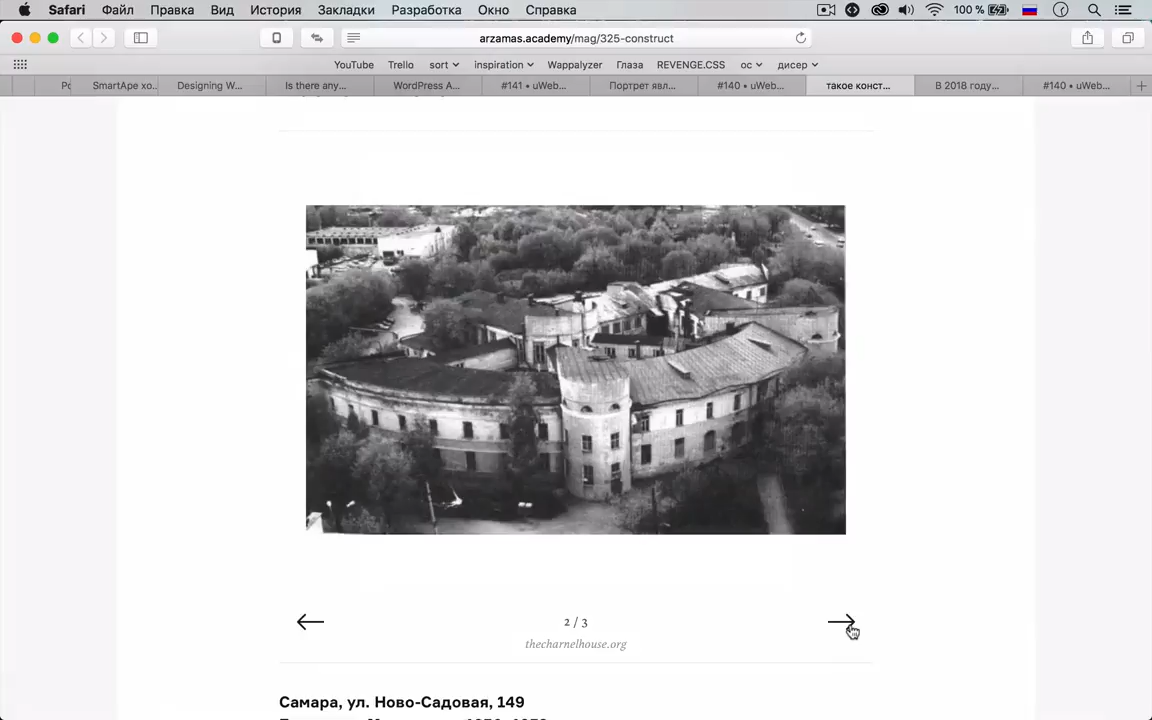 Safari Файл Правка Вид История Закладки Разработка Окно Справка 100 %
arzamas.academy/mag/325-construct
YouTube Trello sort inspiration Wappalyzer Глаза REVENGE.CSS ос дисер
Рс SmartApe хо... Designing W... Is there any... WordPress A... #141 • uWeb... Портрет явл... #140 • uWeb... такое конст... В 2018 году... #140 • uWeb...
2 / 3
thecharnelhouse.org
Самара, ул. Ново-Садовая, 149